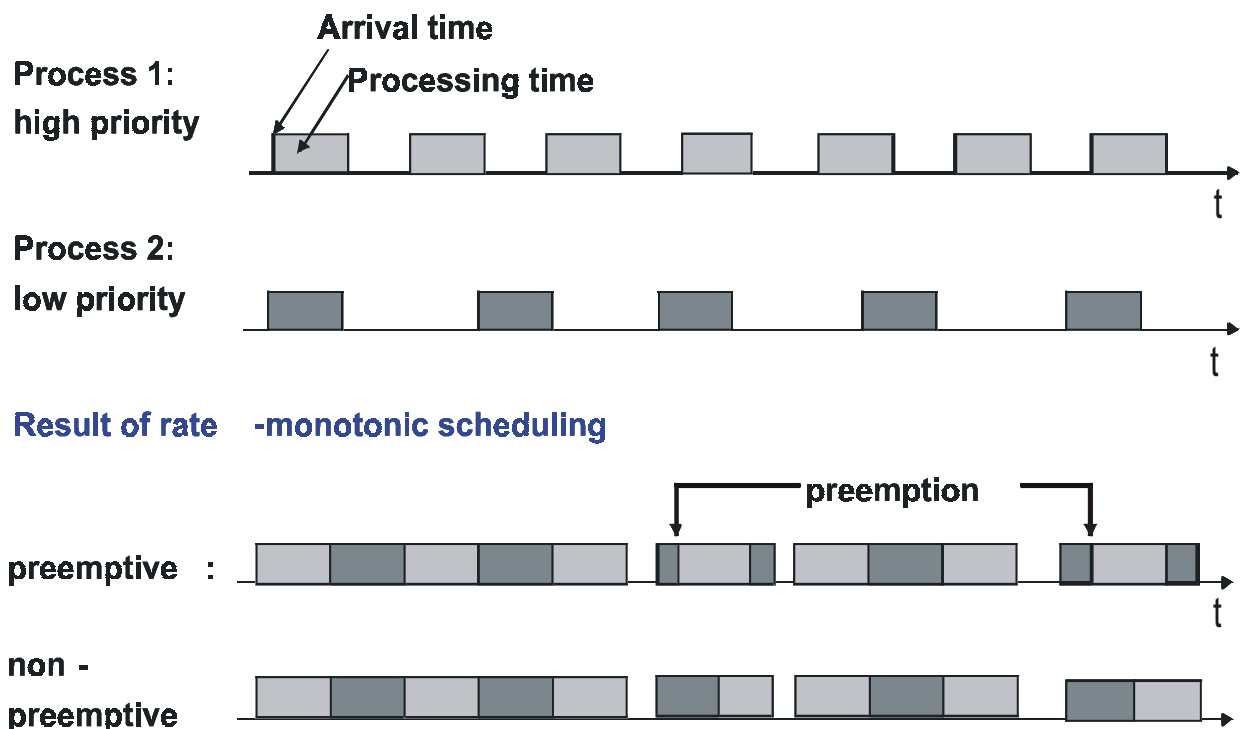 Arrival time
Process 1:
Processing time
high priority
t
Process 2:
low priority
t
Result of rate -monotonic scheduling
preemption
preemptive :
t
non -
preemptive